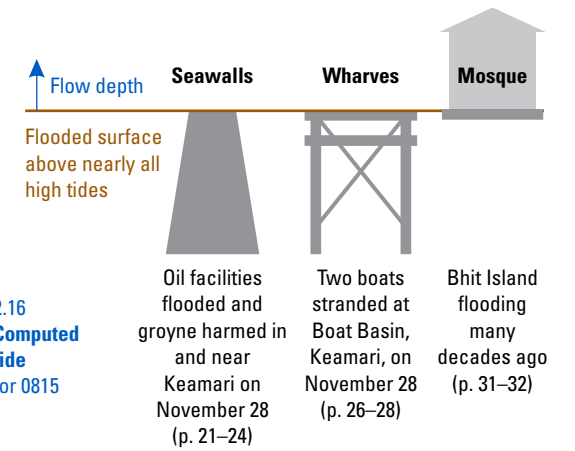 Flow depth
Seawalls
Wharves
Mosque
Flooded surface
above nearly all
high tides
Oil facilities
flooded and
groyne harmed in
and near
Keamari on
November 28
(p. 21–24)
Two boats
stranded at
Boat Basin,
Keamari, on
November 28
(p. 26–28)
Bhit Island
flooding
many
decades ago
(p. 31–32)
2.16
Computed
ide
or 0815